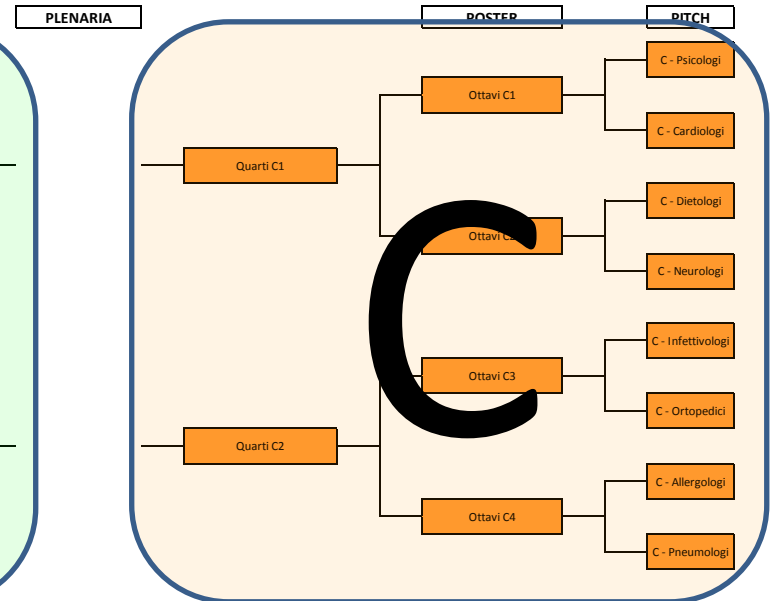 PLENARIA
POSTER
PITCH
C - Psicologi
Ottavi C1
C - Cardiologi
Quarti C1
C - Dietologi
Ottavi
C - Neurologi
C
C - Infettivologi
Ottavi C3
C - Ortopedici
Quarti C2
C - Allergologi
Ottavi C4
C - Pneumologi